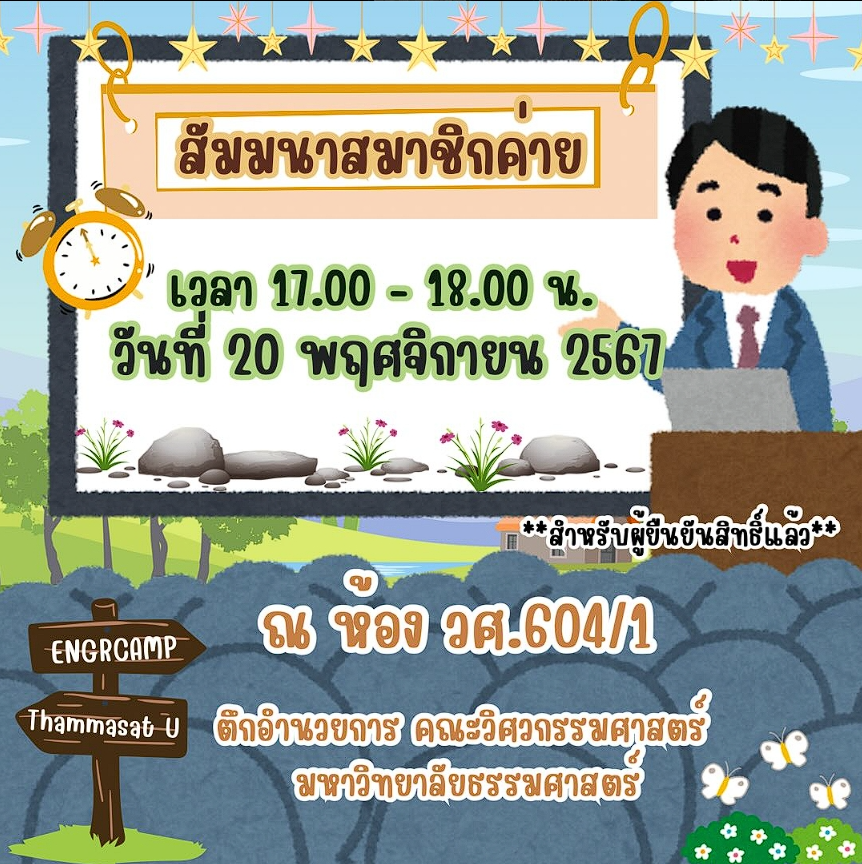 สัมมนาสมาชิกค่าย
เวลา 17.00 - 18.00 น.
วันที่ 20 พฤศจิกายน 2567
**สำหรับผู้ยืนยันสิทธิ์แล้ว**
ณ ห้อง วศ.604/1
ENGRCAMP
Thammasat U
ตึกอำนวยการ คณะวิศวกรรมศาสตร์
มหาวิทยาลัยธรรมศาสตร์